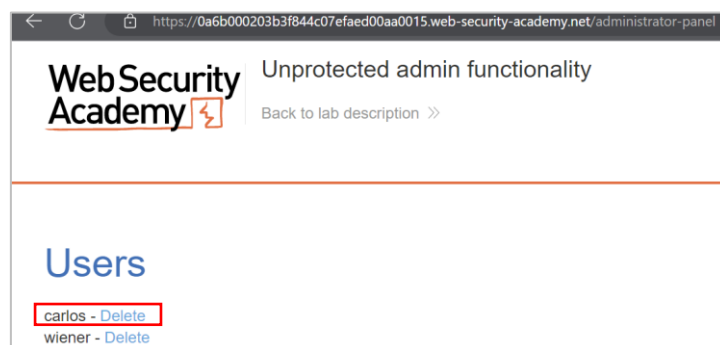 https://0a6b000203b3f844c07efaed00aa0015.web-security-academy.net/administrator-panel
Web Security
Academy
Unprotected admin functionality
Back to lab description >>
Users
carlos - Delete
wiener - Delete